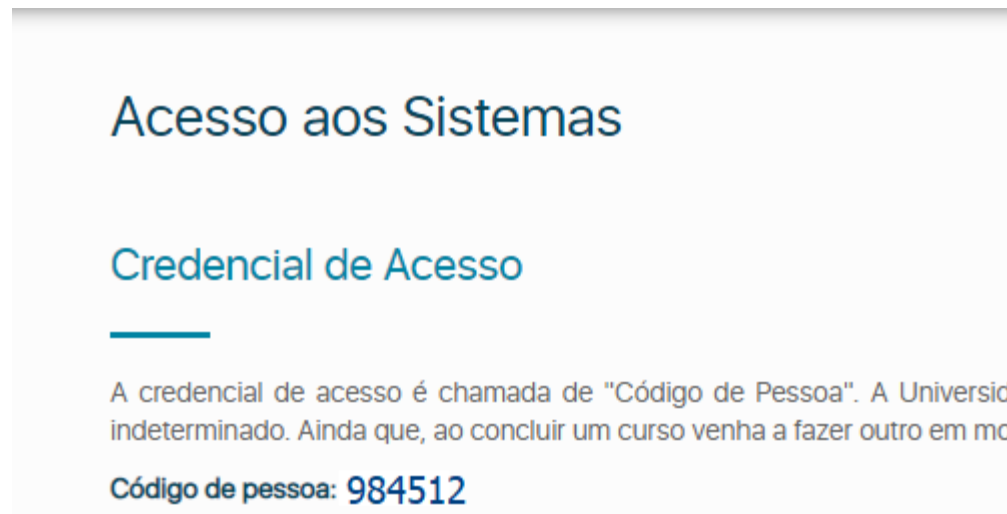 Acesso aos Sistemas
Credencial de Acesso
A credencial de acesso é chamada de "Código de Pessoa". A
indeterminado. Ainda que, ao concluir um curso venha a fazer outro em
Código de pessoa: 984512